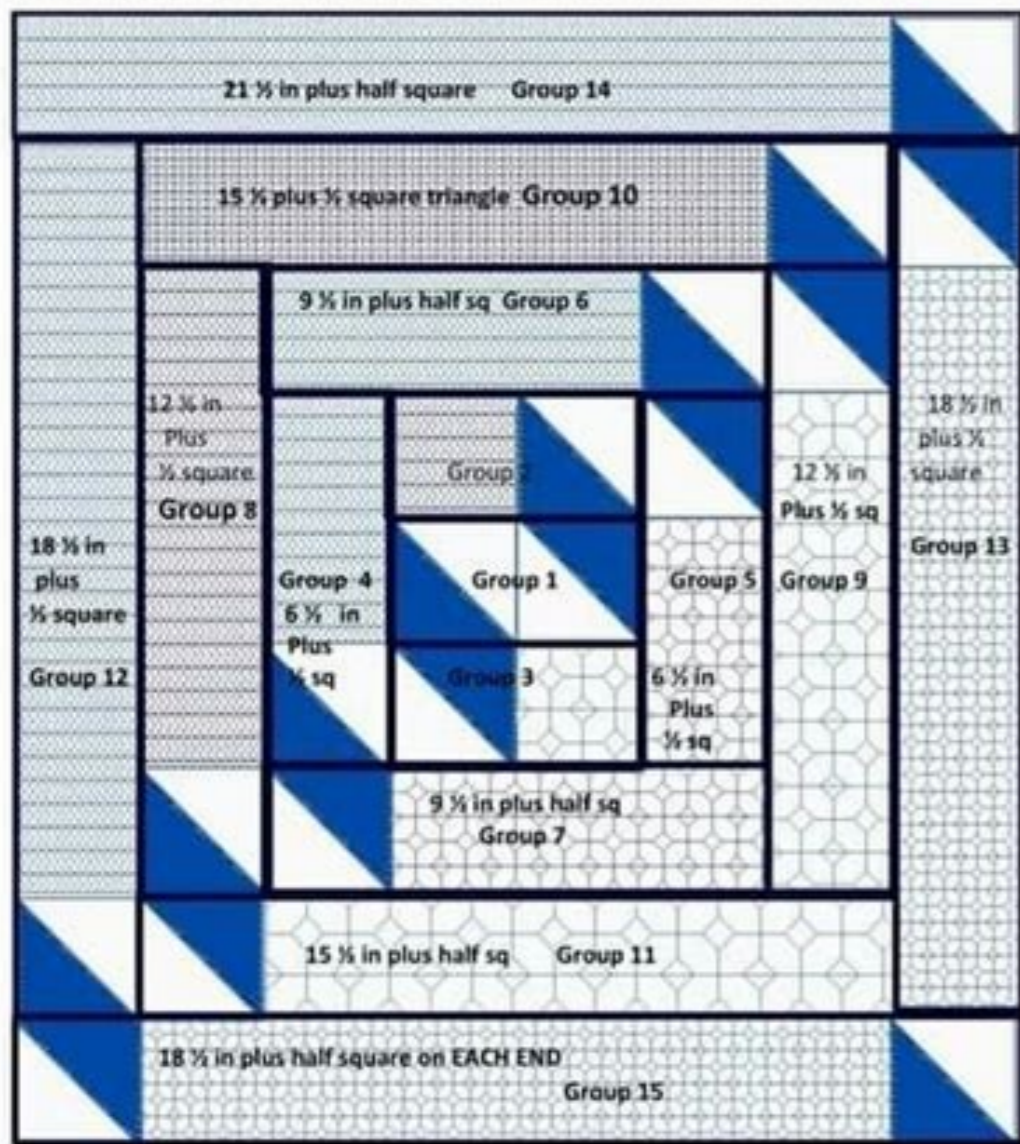 21 ½ in plus half square Group 14
15 ½ plus ½ square triangle Group 10
9 ½ in plus half sq Group 6
12 ½ in
Plus
½ square
Group 8
Group 2
18 ½ in
plus ½
square
Group 13
12 ½ in
Plus ½ sq
Group 9
18 ½ in
plus
½ square
Group 12
Group 4
6 ½ in
Plus
½ sq
Group 1
Group 5
6 ½ in
Plus
½ sq
Group 3
9 ½ in plus half sq
Group 7
15 ½ in plus half sq Group 11
18 ½ in plus half square on EACH END
Group 15